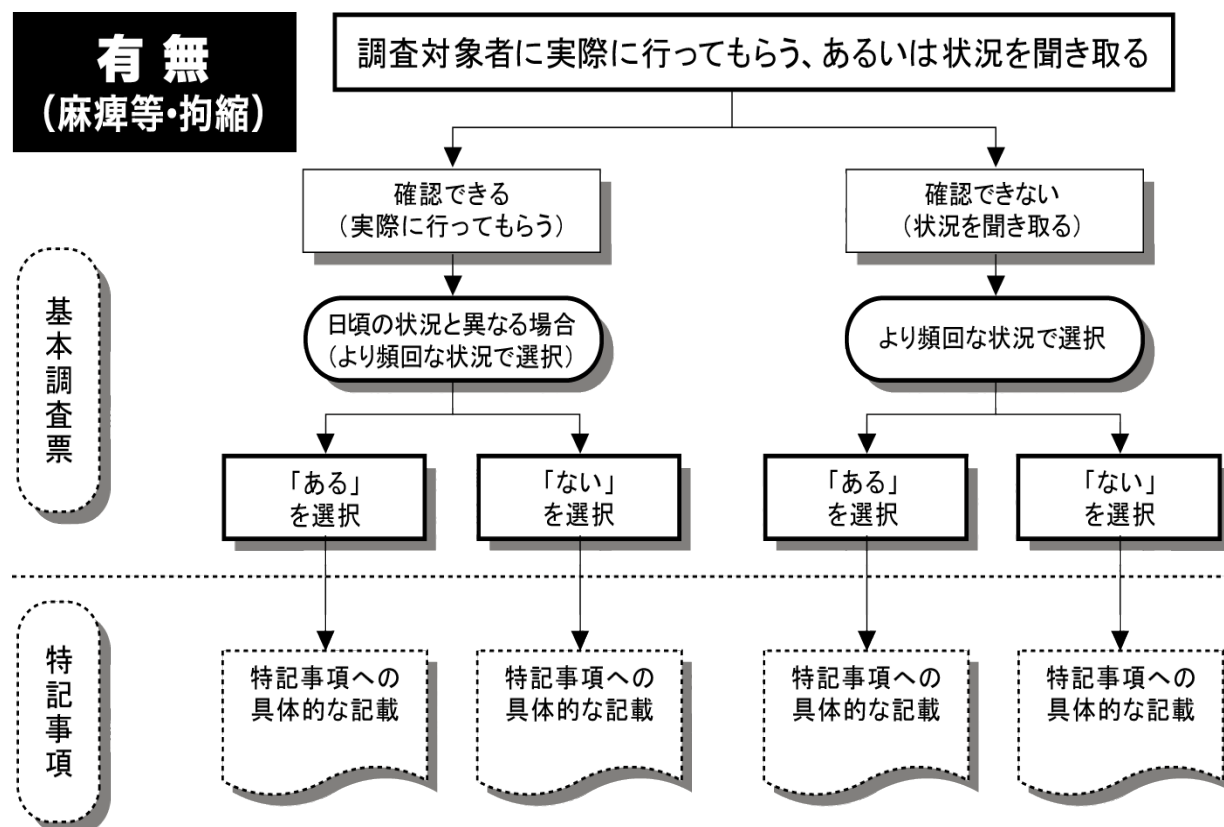 有 無
(麻痺等・拘縮)
調査対象者に実際に行ってもらう、あるいは状況を聞き取る
確認できる
(実際に行ってもらう)
確認できない
(状況を聞き取る)
基本調査票
日頃の状況と異なる場合
(より頻回な状況で選択)
より頻回な状況で選択
「ある」
を選択
「ない」
を選択
「ある」
を選択
「ない」
を選択
特記事項
特記事項への
具体的な記載
特記事項への
具体的な記載
特記事項への
具体的な記載
特記事項への
具体的な記載